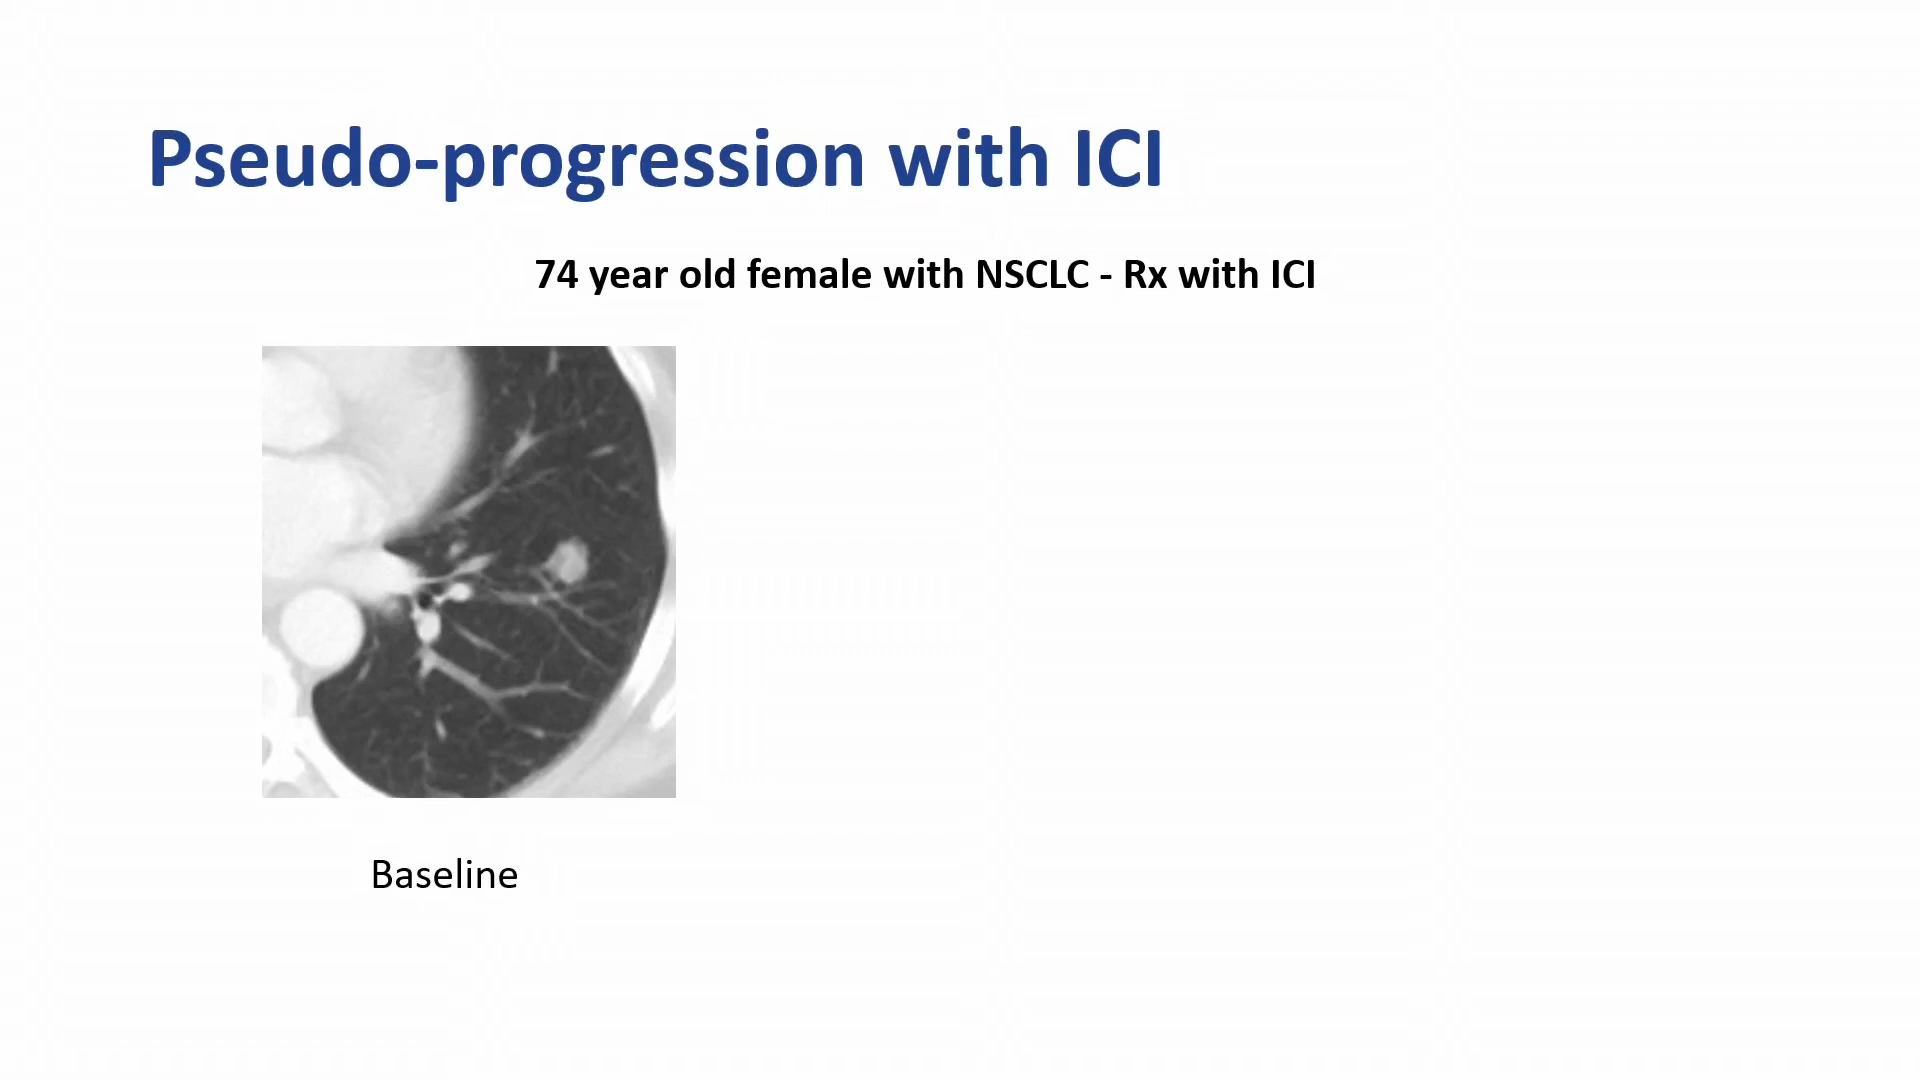 Pseudo-progression with ICI
74 year old female with NSCLC - Rx with ICI
Baseline